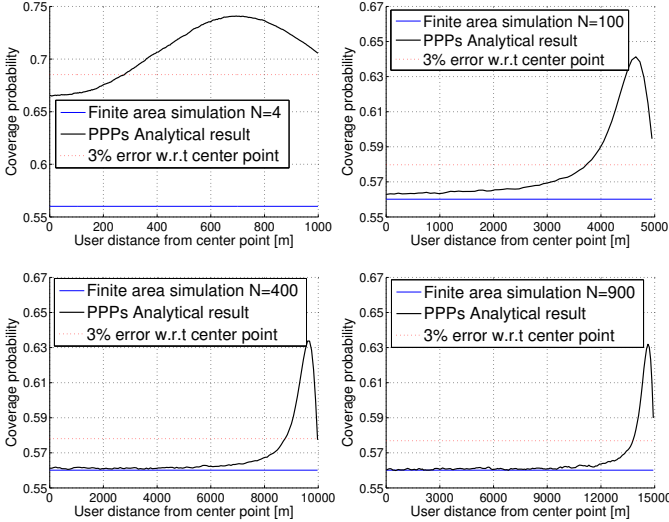 0.75
0.7
0.65
0.6
0.55
Coverage probability
Finite area simulation N=4
PPPs Analytical result
3% error w.r.t center point
0
200
400
600
800
1000
User distance from center point [m]
0.67
0.65
0.63
0.61
0.59
0.57
0.55
Coverage probability
Finite area simulation N=100
PPPs Analytical result
3% error w.r.t center point
0
1000
2000
3000
4000
5000
User distance from center point [m]
0.67
0.65
0.63
0.61
0.59
0.57
0.55
Coverage probability
Finite area simulation N=400
PPPs Analytical result
3% error w.r.t center point
0
2000
4000
6000
8000
10000
User distance from center point [m]
0.67
0.65
0.63
0.61
0.59
0.57
0.55
Coverage probability
Finite area simulation N=900
PPPs Analytical result
3% error w.r.t center point
0
3000
6000
9000
12000
15000
User distance from center point [m]